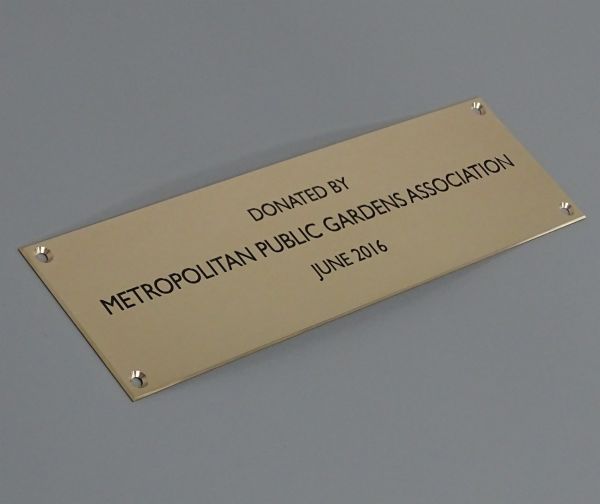 DONATED BY
METROPOLITAN PUBLIC GARDENS ASSOCIATION
JUNE 2016